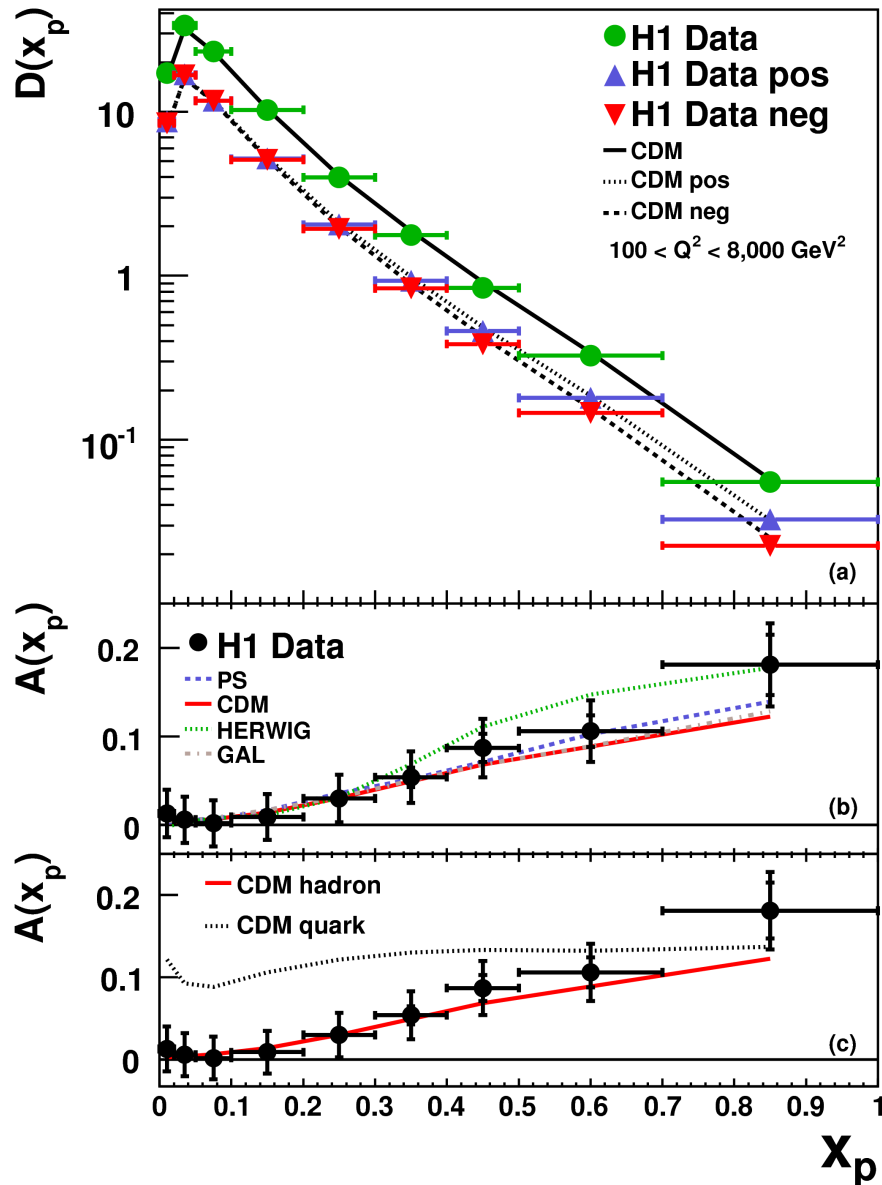 D(x_p)
10
1
10^-1
H1 Data
H1 Data pos
H1 Data neg
CDM
CDM pos
CDM neg
100 < Q² < 8,000 GeV²
(a)
A(x_p)
0.2
0.1
0
H1 Data
PS
CDM
HERWIG
GAL
(b)
A(x_p)
0.2
0.1
0
CDM hadron
CDM quark
(c)
0 0.1 0.2 0.3 0.4 0.5 0.6 0.7 0.8 0.9 1
x_p